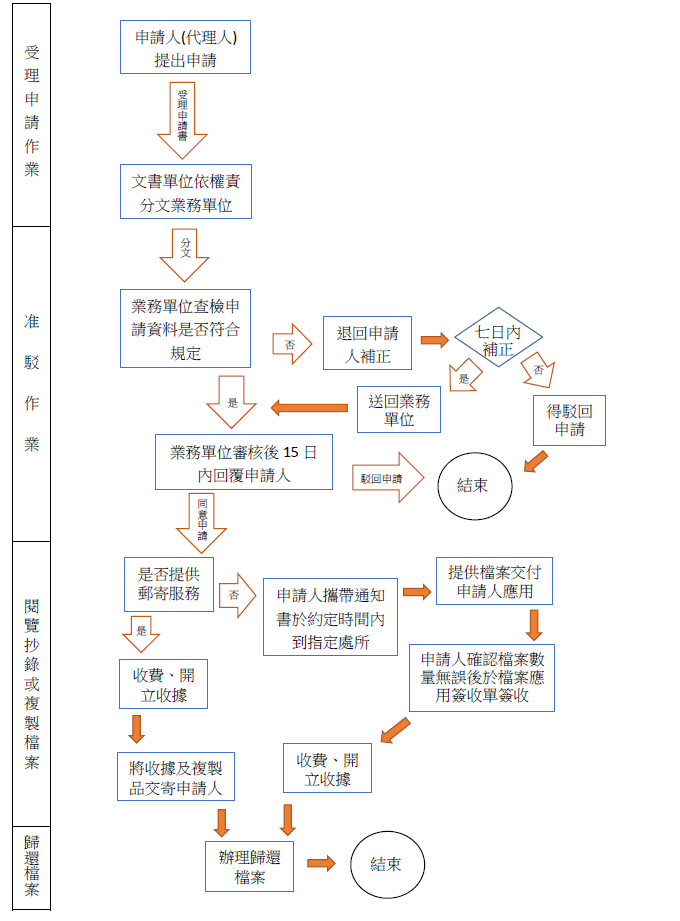 受理申請作業
申請人(代理人)
提出申請
受理申請書
文書單位依權責
分文業務單位
分文
准駁作業
業務單位查檢申
請資料是否符合
規定
否
退回申請
人補正
七日內
補正
是
否
送回業務
單位
得駁回
申請
是
業務單位審核後 15 日
內回覆申請人
駁回申請
結束
同意申請
閱覽抄錄或複製檔案
是否提供
郵寄服務
否
申請人攜帶通知
書於約定時間內
到指定處所
提供檔案交付
申請人應用
申請人確認檔案數
量無誤後於檔案應
用簽收單簽收
是
收費、開
立收據
收費、開
立收據
將收據及複製
品交寄申請人
歸還檔案
辦理歸還
檔案
結束